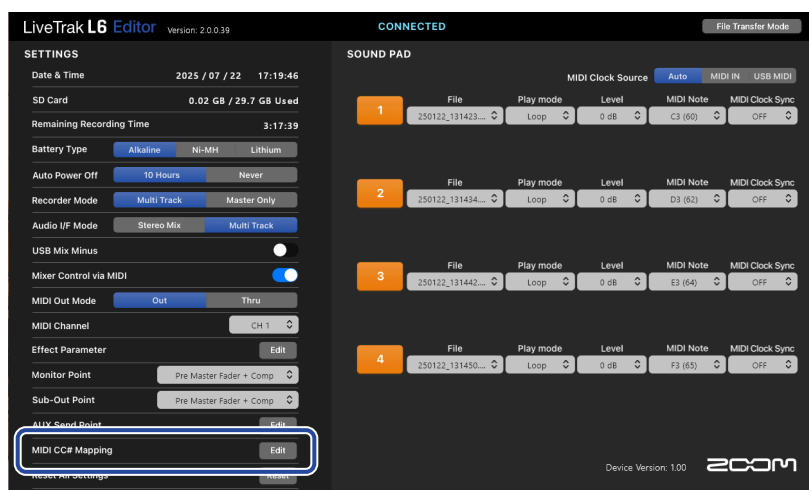 LiveTrak L6 Editor Version: 2.0.0.39 CONNECTED File Transfer Mode
SETTINGS
Date & Time 2025 / 07 / 22 17:19:46
SD Card 0.02 GB / 29.7 GB Used
Remaining Recording Time 3:17:39
Battery Type Alkaline Ni-MH Lithium
Auto Power Off 10 Hours Never
Recorder Mode Multi Track Master Only
Audio I/F Mode Stereo Mix Multi Track
USB Mix Minus
Mixer Control via MIDI
MIDI Out Mode Out Thru
MIDI Channel CH 1
Effect Parameter Edit
Monitor Point Pre Master Fader + Comp
Sub-Out Point Pre Master Fader + Comp
AUX Send Point Edit
MIDI CC# Mapping Edit
Reset All Settings Reset
SOUND PAD
MIDI Clock Source Auto MIDI IN USB MIDI
File Play mode Level MIDI Note MIDI Clock Sync
1 250122_131423.... Loop 0 dB C3 (60) OFF
File Play mode Level MIDI Note MIDI Clock Sync
2 250122_131434.... Loop 0 dB D3 (62) OFF
File Play mode Level MIDI Note MIDI Clock Sync
3 250122_131442.... Loop 0 dB E3 (64) OFF
File Play mode Level MIDI Note MIDI Clock Sync
4 250122_131450.... Loop 0 dB F3 (65) OFF
Device Version: 1.00 ZOOM